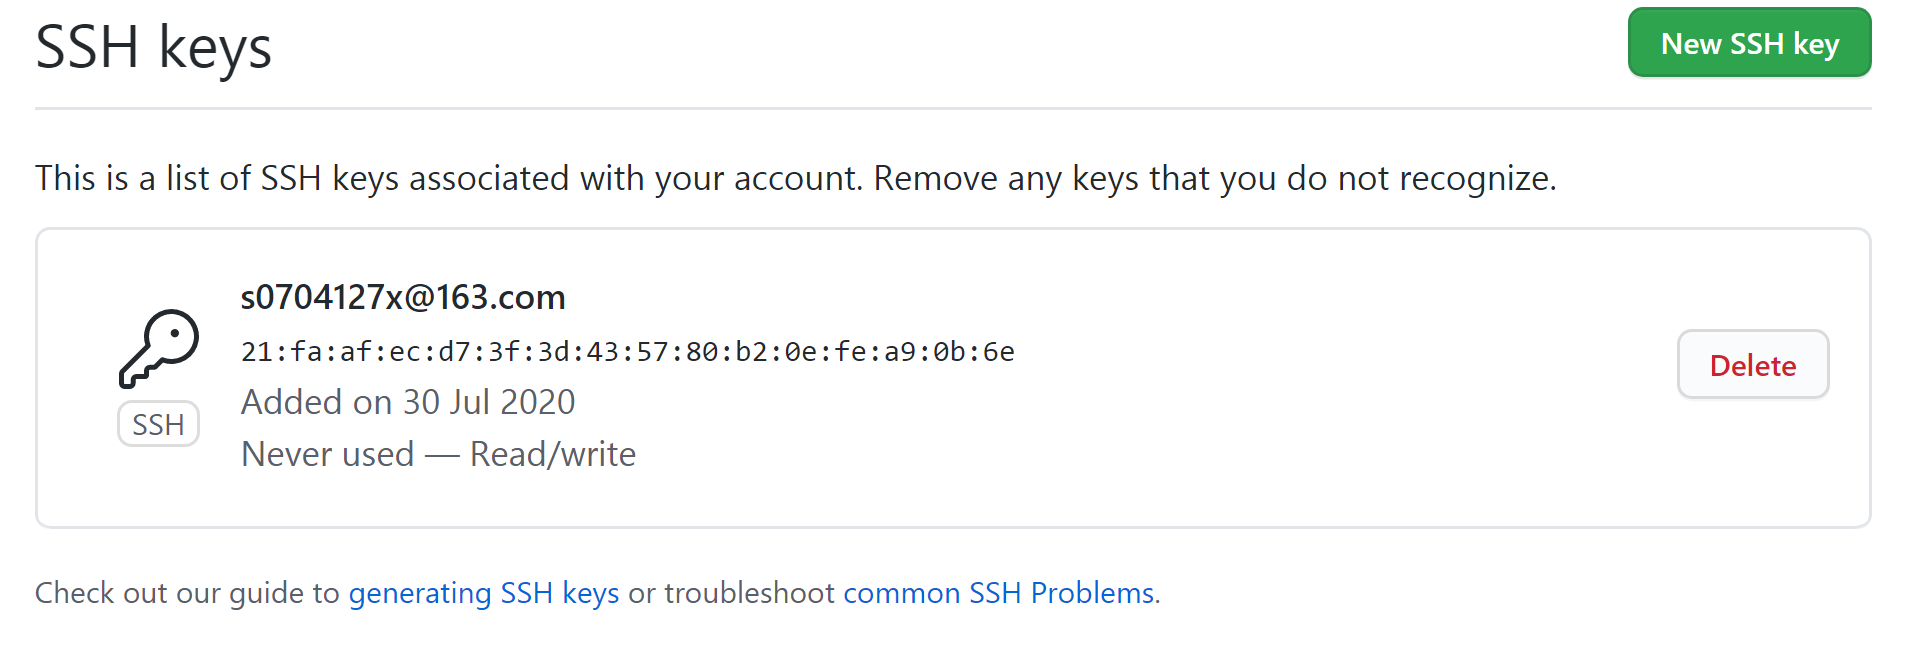 SSH keys
New SSH key
This is a list of SSH keys associated with your account. Remove any keys that you do not recognize.
s0704127x@163.com
21:fa:af:ec:d7:3f:3d:43:57:80:b2:0e:fe:a9:0b:6e
Added on 30 Jul 2020
Never used — Read/write
SSH
Delete
Check out our guide to generating SSH keys or troubleshoot common SSH Problems.